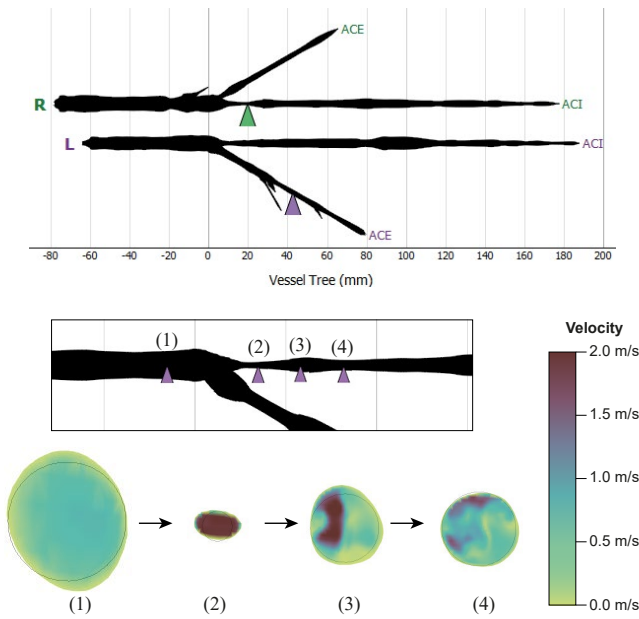 ACE
R
ACI
L
ACI
ACE
-80 -60 -40 -20 0 20 40 60 80 100 120 140 160 180 200
Vessel Tree (mm)
(1) (2) (3) (4)
Velocity
2.0 m/s
1.5 m/s
1.0 m/s
0.5 m/s
0.0 m/s
(1) (2) (3) (4)